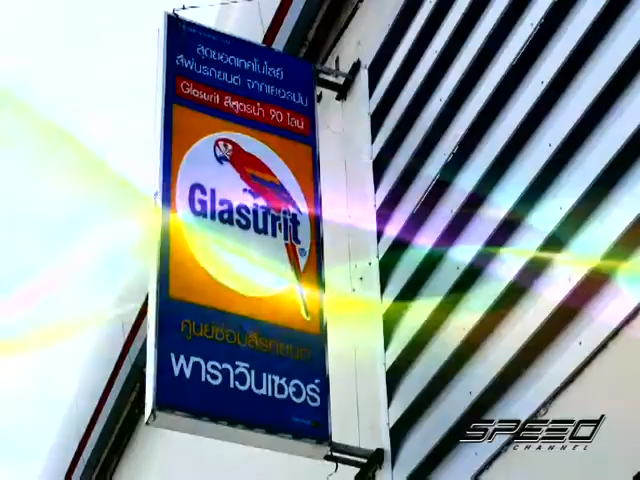 สุดยอดเทคโนโลยี
สีพ่นรถยนต์ จากเยอรมัน
Glasurit สีสูตรน้ำ 90 ไลน์
Glasurit
ศูนย์ซ่อมสีรถยนต์
พาราวินเซอร์
SPEED
CHANNEL